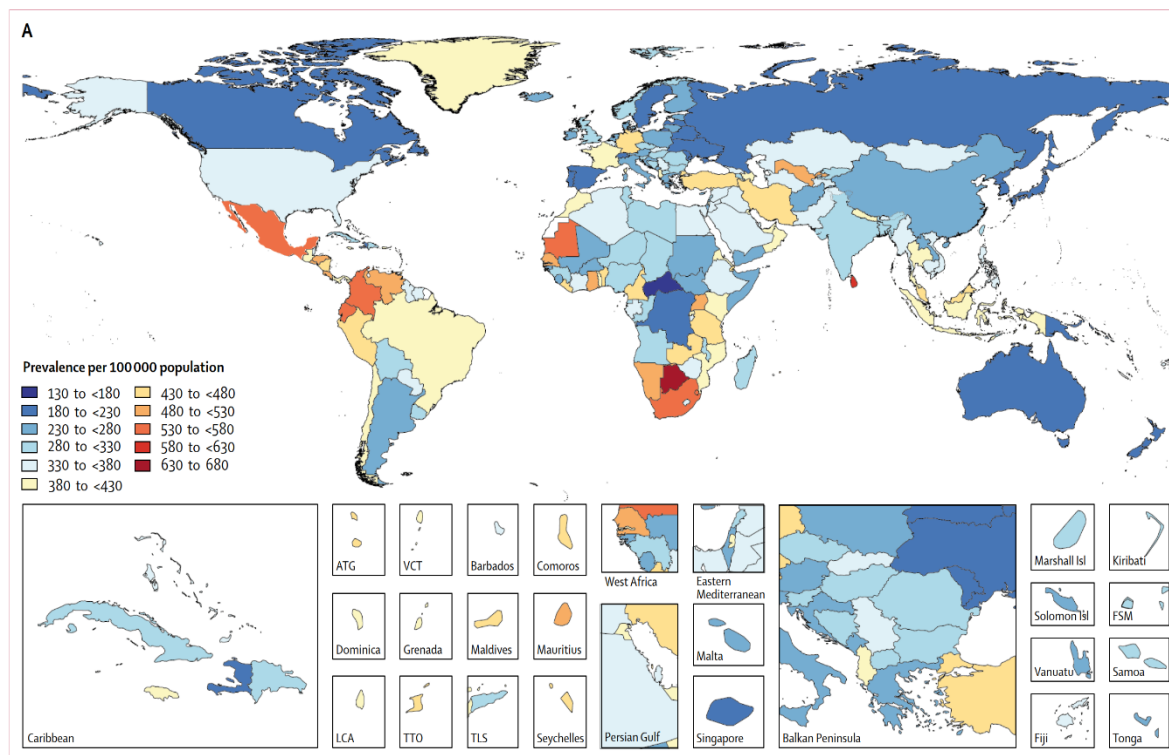 A
Prevalence per 100 000 population
130 to <180
180 to <230
230 to <280
280 to <330
330 to <380
380 to <430
430 to <480
480 to <530
530 to <580
580 to <630
630 to 680
Caribbean
ATG
VCT
Barbados
Comoros
Dominica
Grenada
Maldives
Mauritius
LCA
TTO
TLS
Seychelles
West Africa
Eastern
Mediterranean
Persian Gulf
Malta
Singapore
Balkan Peninsula
Marshall Isl
Kiribati
Solomon Isl
FSM
Vanuatu
Samoa
Fiji
Tonga